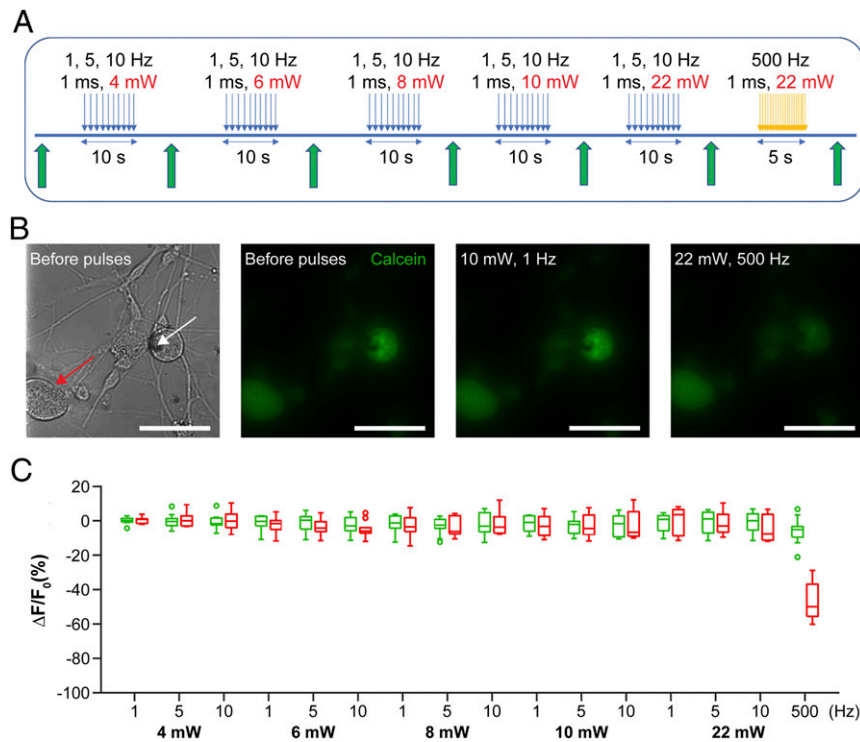 A
1, 5, 10 Hz
1 ms, 4 mW
10 s
1, 5, 10 Hz
1 ms, 6 mW
10 s
1, 5, 10 Hz
1 ms, 8 mW
10 s
1, 5, 10 Hz
1 ms, 10 mW
10 s
1, 5, 10 Hz
1 ms, 22 mW
10 s
500 Hz
1 ms, 22 mW
5 s
B
Before pulses
Before pulses Calcein
10 mW, 1 Hz
22 mW, 500 Hz
C
ΔF/F₀(%)
20
0
-20
-40
-60
-80
-100
1 5 10 1 5 10 1 5 10 1 5 10 1 5 10 500 (Hz)
4 mW 6 mW 8 mW 10 mW 22 mW